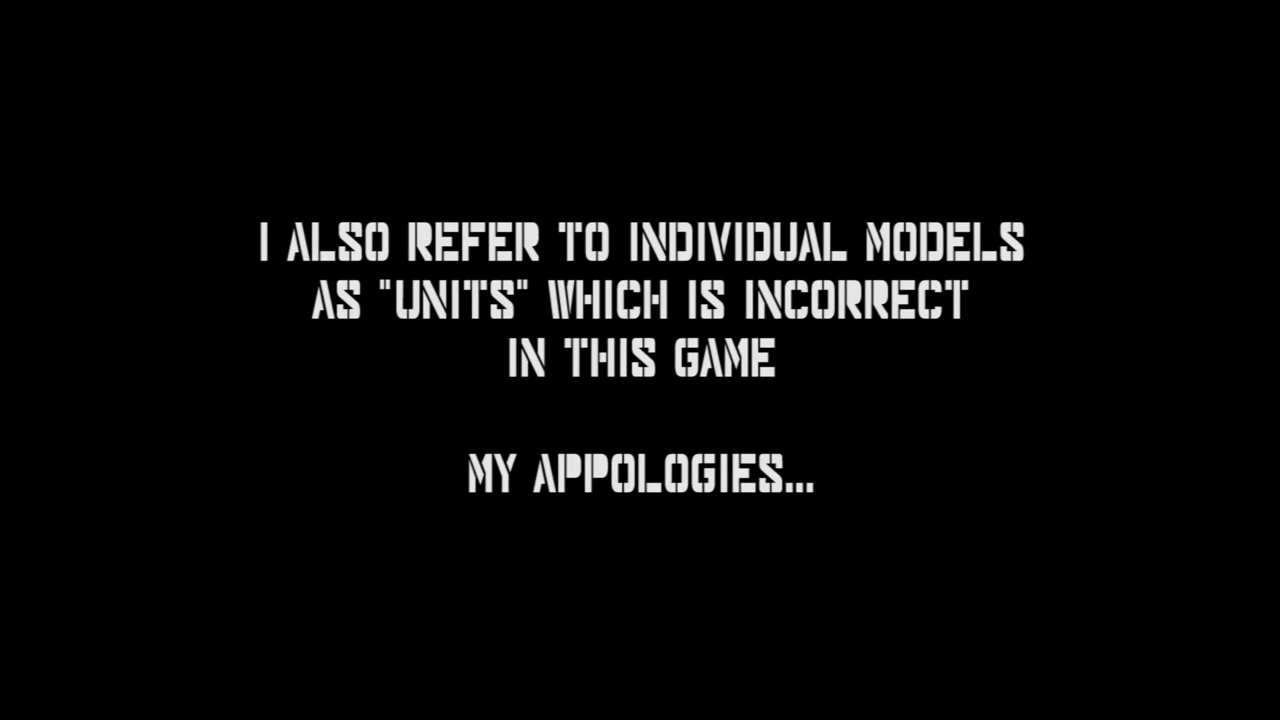 I ALSO REFER TO INDIVIDUAL MODELS
AS "UNITS" WHICH IS INCORRECT
IN THIS GAME
MY APPOLOGIES...